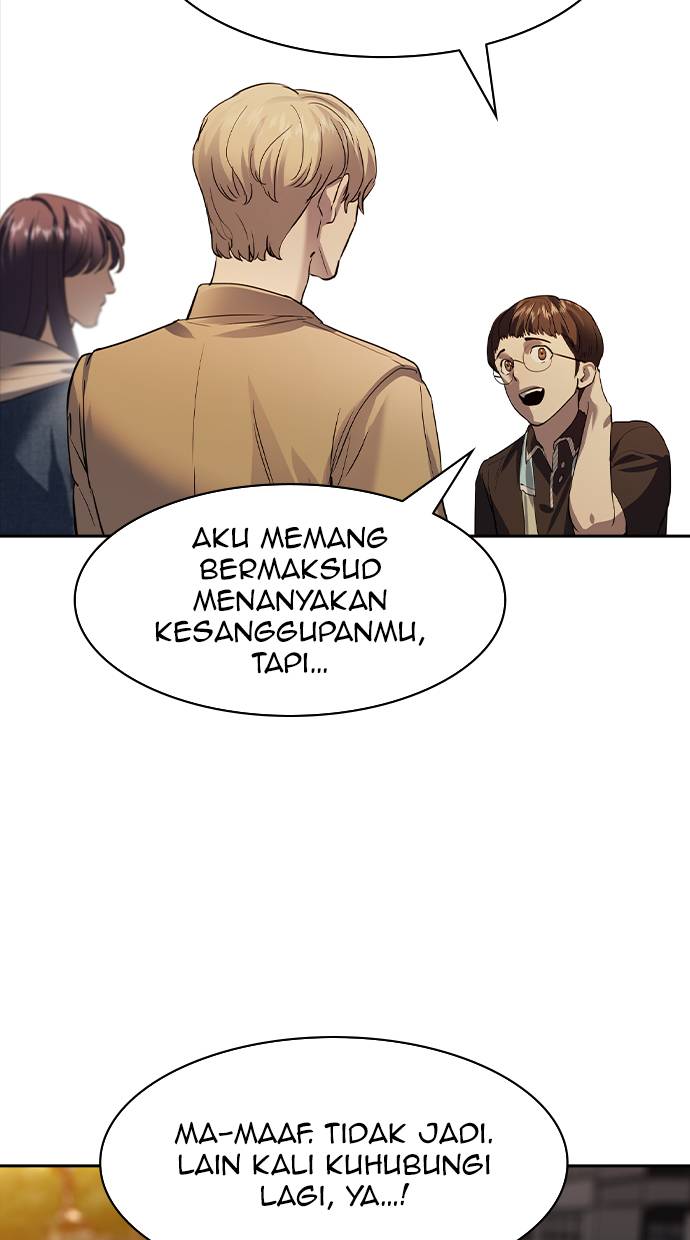 AKU MEMANG
BERMAKSUD
MENANYAKAN
KESANGGUPANMU,
TAPI...
MA-MAAF. TIDAK JADI.
LAIN KALI KUHUBUNGI
LAGI, YA...!